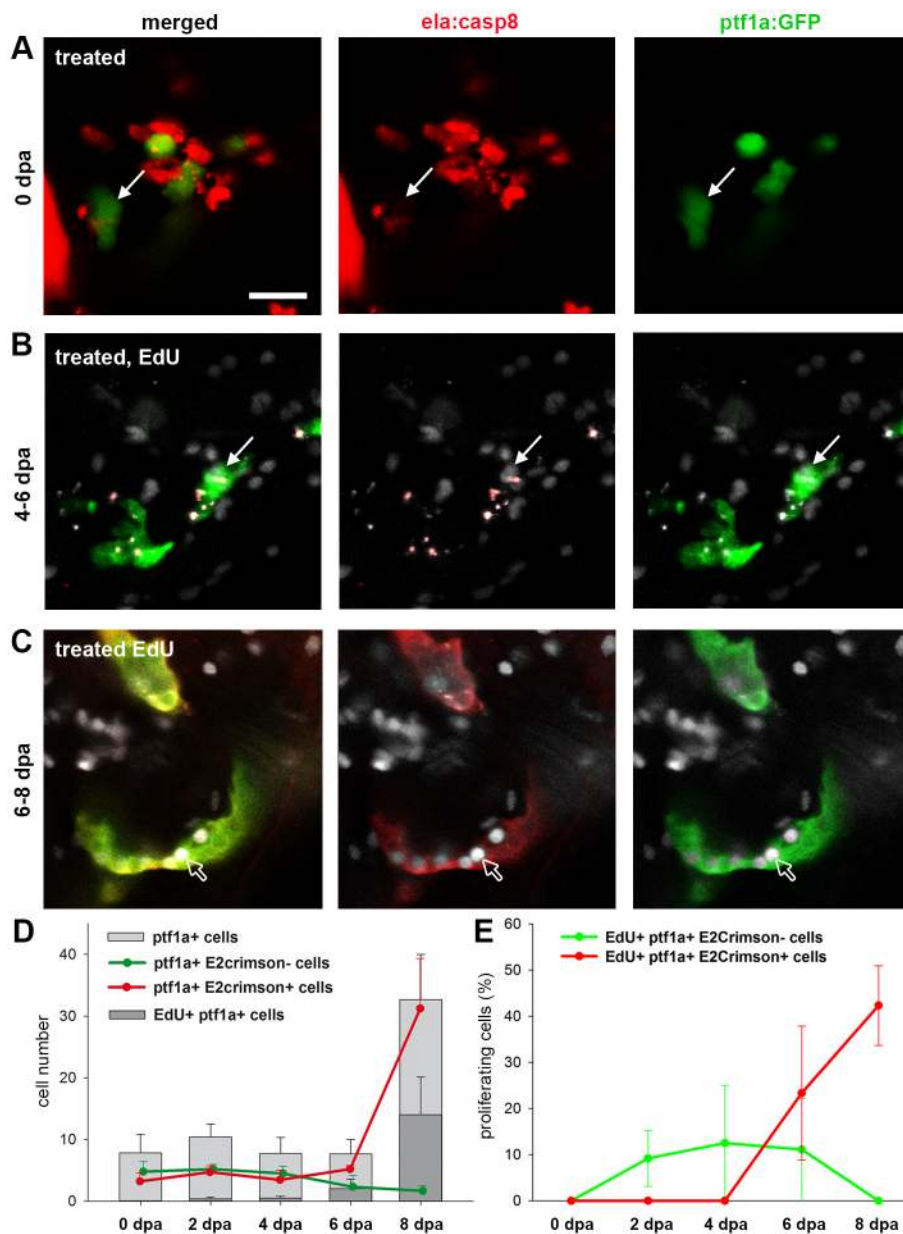 merged ela:casp8 ptf1a:GFP
A treated
0 dpa
B treated, EdU
4-6 dpa
C treated EdU
6-8 dpa
D
ptf1a+ cells
ptf1a+ E2crimson- cells
ptf1a+ E2crimson+ cells
EdU+ ptf1a+ cells
cell number
40
30
20
10
0
0 dpa 2 dpa 4 dpa 6 dpa 8 dpa
E
EdU+ ptf1a+ E2Crimson- cells
EdU+ ptf1a+ E2Crimson+ cells
proliferating cells (%)
60
50
40
30
20
10
0
0 dpa 2 dpa 4 dpa 6 dpa 8 dpa